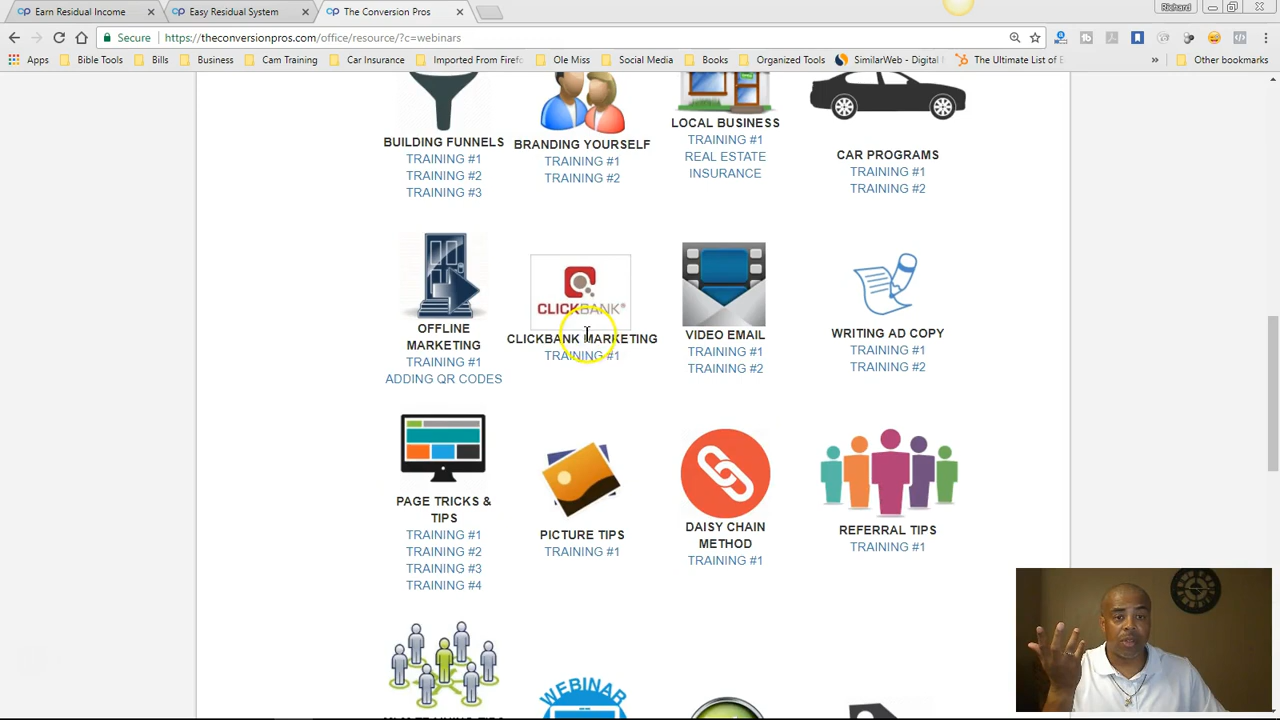 Earn Residual Income
Easy Residual System
The Conversion Pros
Richard
Secure
https://theconversionpros.com/office/resource/?c=webinars
Apps
Bible Tools
Bills
Business
Cam Training
Car Insurance
Imported From Firef
Ole Miss
Social Media
Books
Organized Tools
SimilarWeb - Digital
The Ultimate List of
Other bookmarks
BUILDING FUNNELS
TRAINING #1
TRAINING #2
TRAINING #3
BRANDING YOURSELF
TRAINING #1
TRAINING #2
LOCAL BUSINESS
TRAINING #1
REAL ESTATE
INSURANCE
CAR PROGRAMS
TRAINING #1
TRAINING #2
OFFLINE
MARKETING
TRAINING #1
ADDING QR CODES
CLICKBANK®
CLICKBANK MARKETING
TRAINING #1
VIDEO EMAIL
TRAINING #1
TRAINING #2
WRITING AD COPY
TRAINING #1
TRAINING #2
PAGE TRICKS &
TIPS
TRAINING #1
TRAINING #2
TRAINING #3
TRAINING #4
PICTURE TIPS
TRAINING #1
DAISY CHAIN
METHOD
TRAINING #1
REFERRAL TIPS
TRAINING #1
WEBINAR